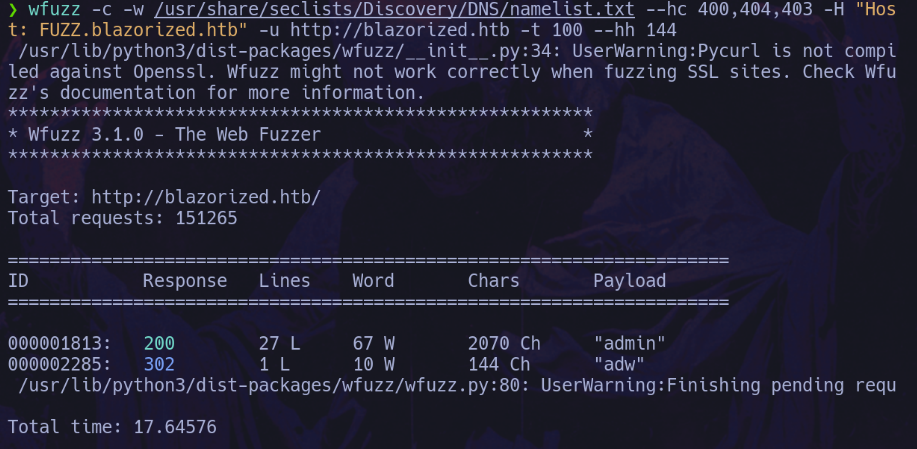 ❯ wfuzz -c -w /usr/share/seclists/Discovery/DNS/namelist.txt --hc 400,404,403 -H "Hos
t: FUZZ.blazorized.htb" -u http://blazorized.htb -t 100 --hh 144
 /usr/lib/python3/dist-packages/wfuzz/__init__.py:34: UserWarning:Pycurl is not compi
led against Openssl. Wfuzz might not work correctly when fuzzing SSL sites. Check Wfu
zz's documentation for more information.
********************************************************
* Wfuzz 3.1.0 - The Web Fuzzer                         *
********************************************************

Target: http://blazorized.htb/
Total requests: 151265

=====================================================================
ID           Response   Lines    Word       Chars       Payload
=====================================================================

000001813:   200        27 L     67 W       2070 Ch     "admin"
000002285:   302        1 L      10 W       144 Ch      "adw"
 /usr/lib/python3/dist-packages/wfuzz/wfuzz.py:80: UserWarning:Finishing pending requ

Total time: 17.64576